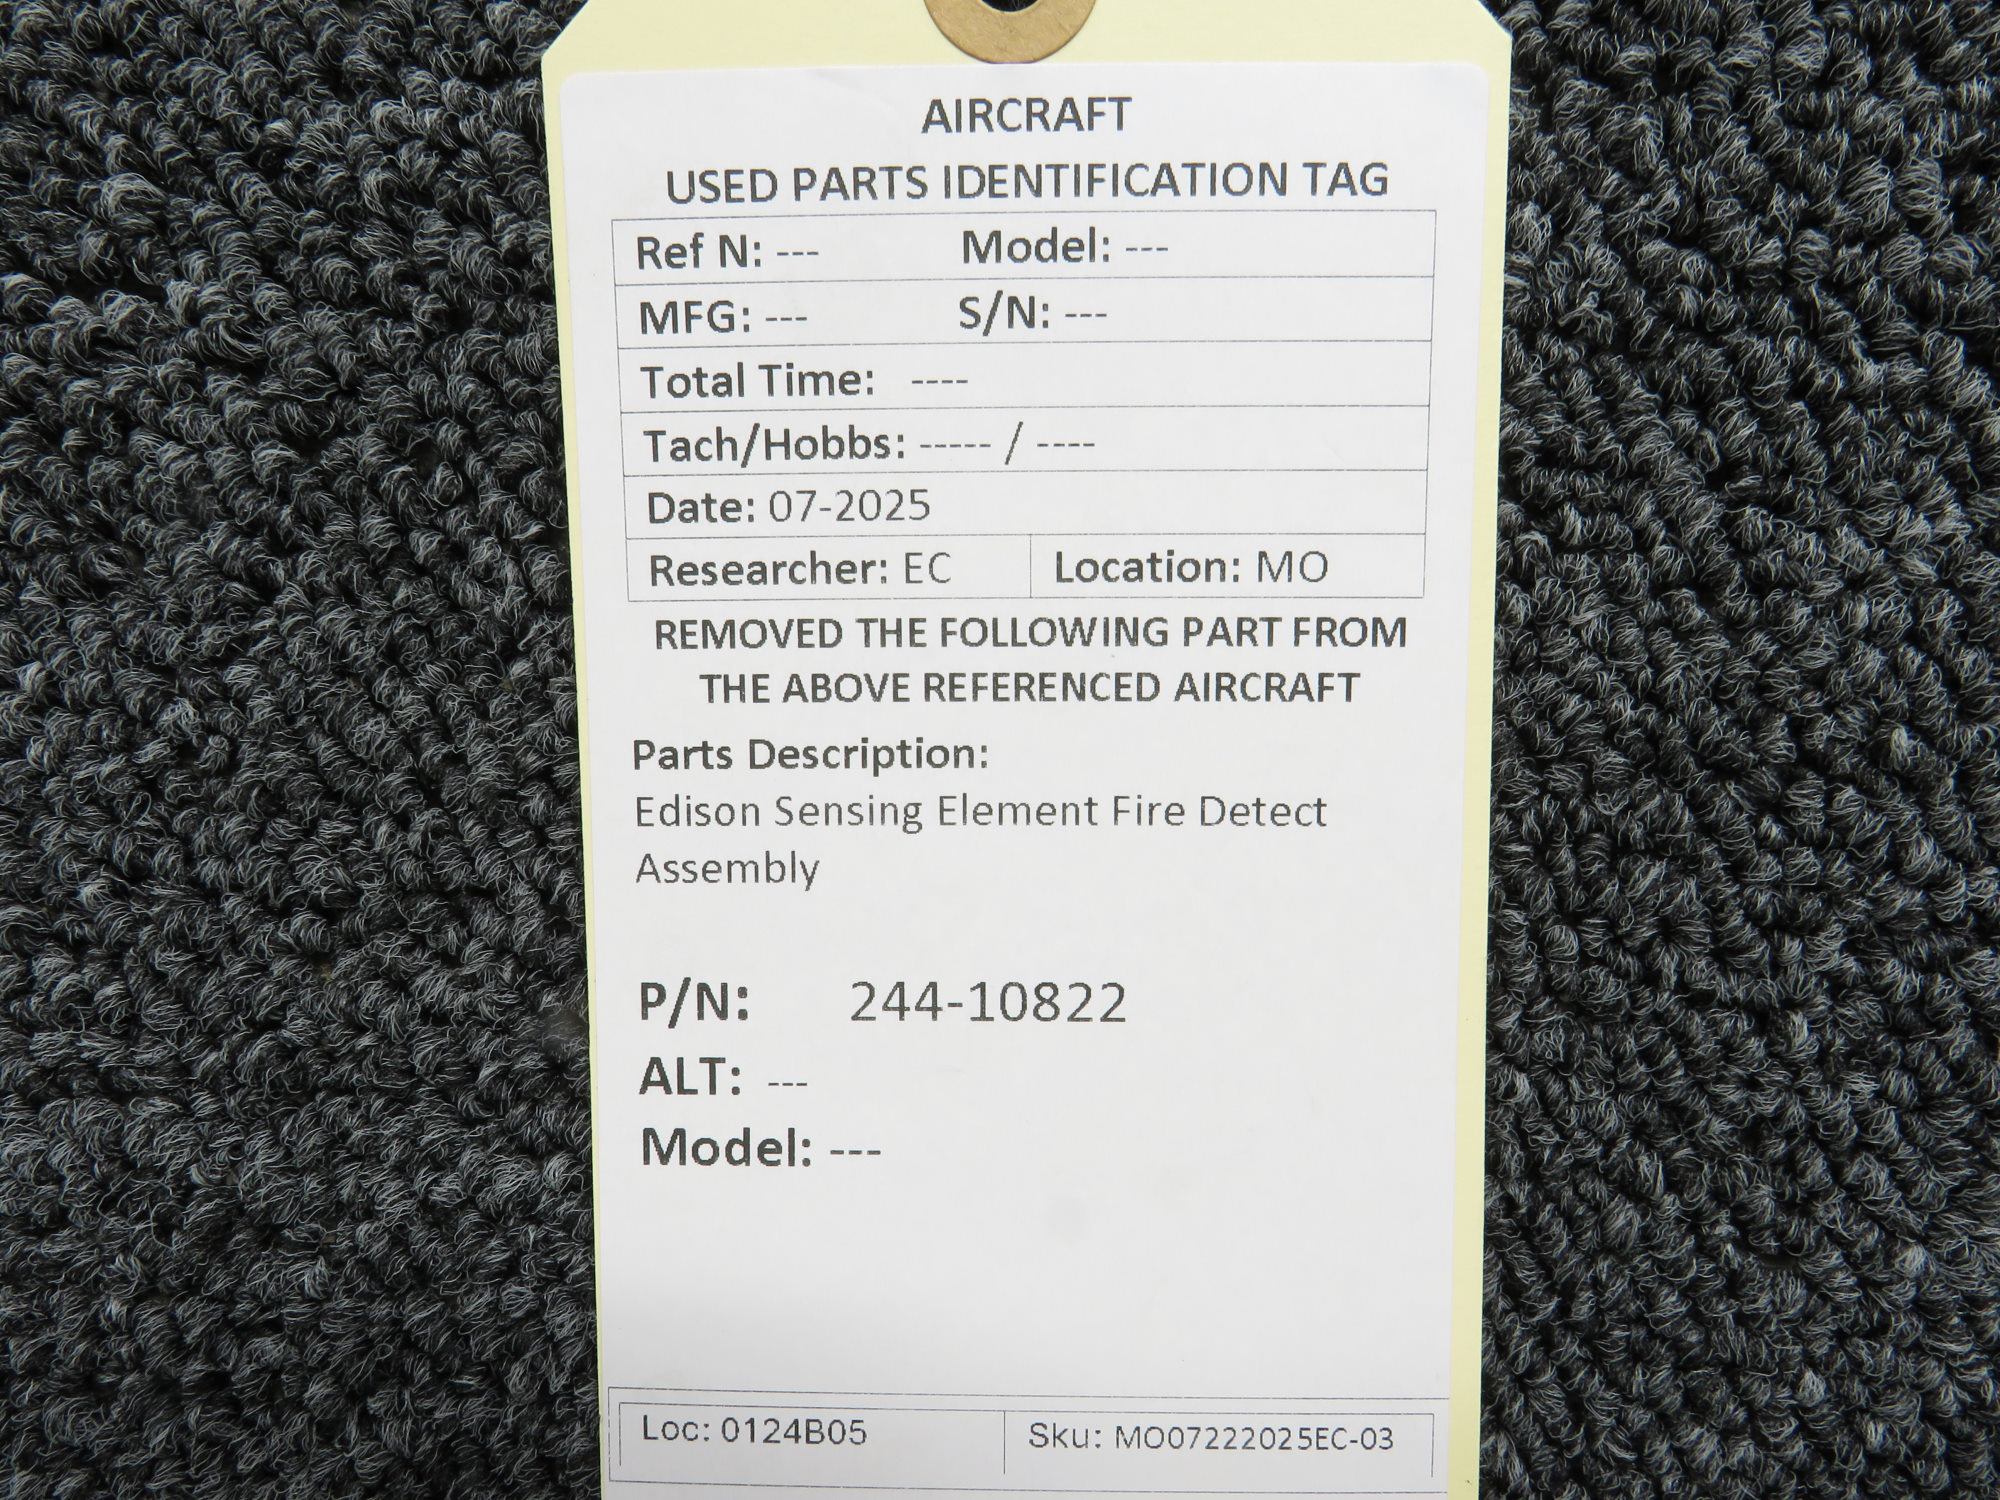 AIRCRAFT
USED PARTS IDENTIFICATION TAG
Ref N: --- Model: ---
MFG: --- S/N: ---
Total Time: ----
Tach/Hobbs: ----- / ----
Date: 07-2025
Researcher: EC Location: MO
REMOVED THE FOLLOWING PART FROM
THE ABOVE REFERENCED AIRCRAFT
Parts Description:
Edison Sensing Element Fire Detect
Assembly
P/N: 244-10822
ALT: ---
Model: ---
Loc: 0124B05 Sku: MO07222025EC-03